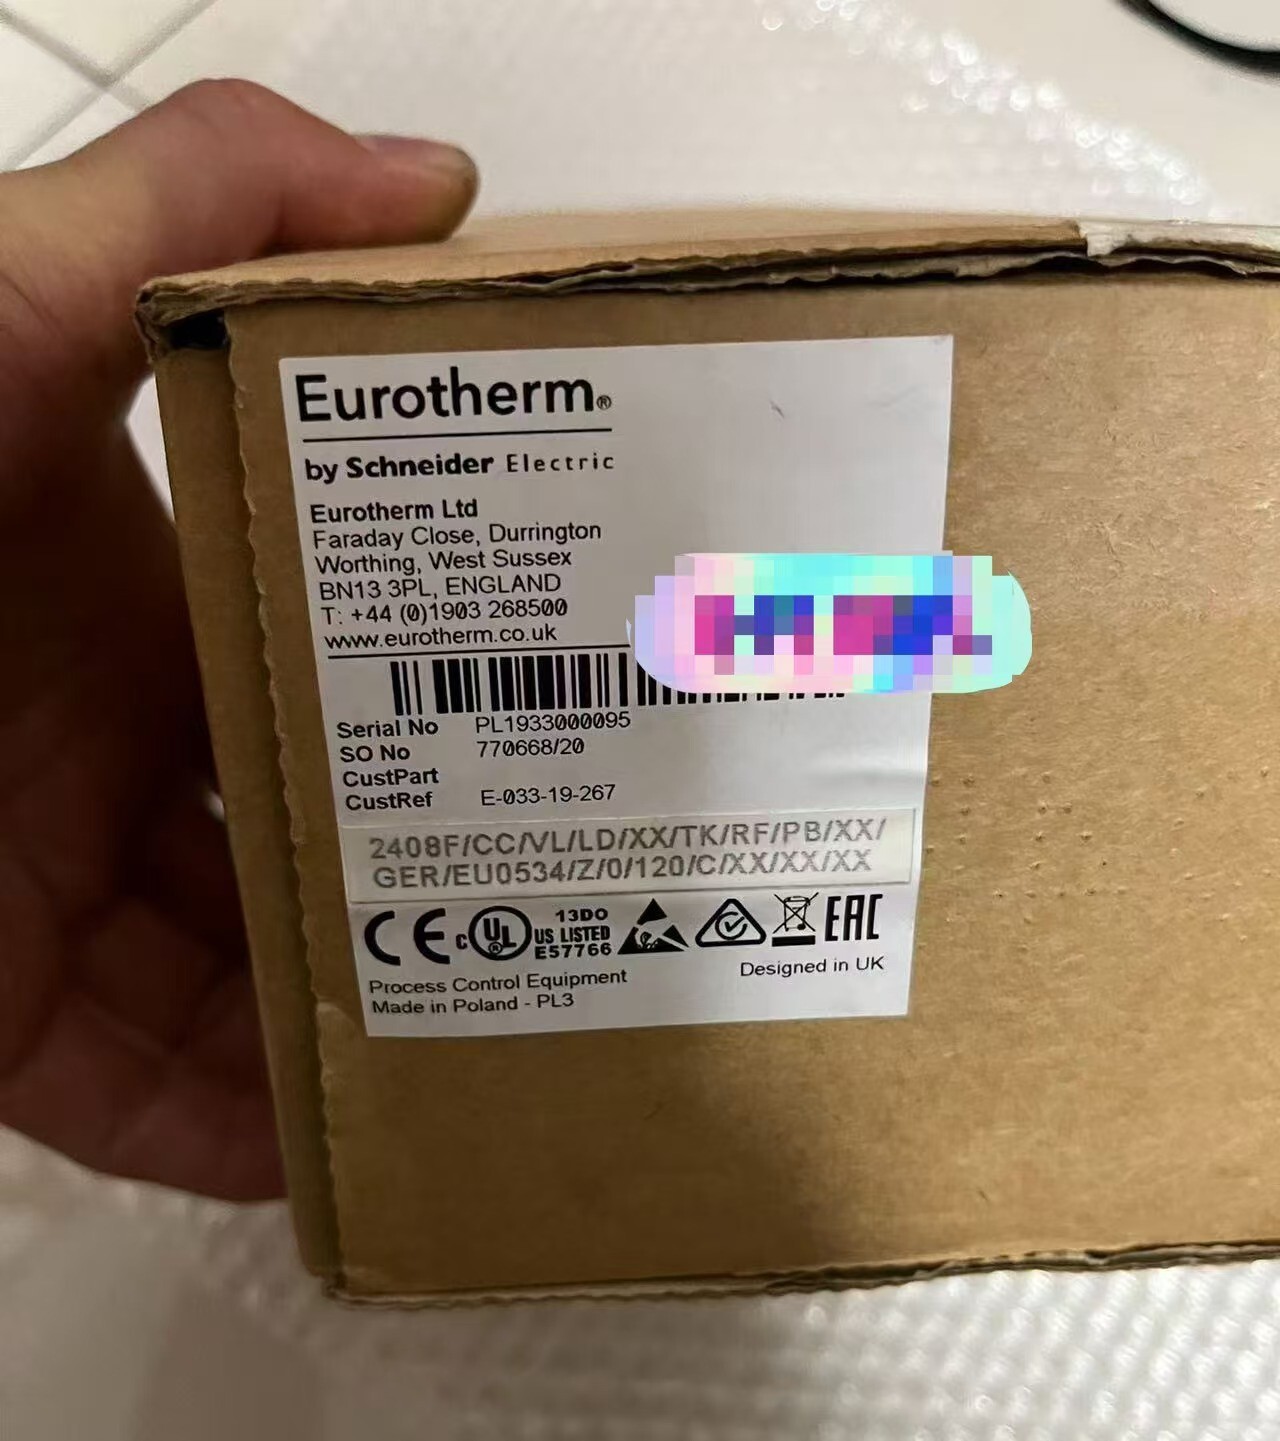 Eurotherm®
by Schneider Electric
Eurotherm Ltd
Faraday Close, Durrington
Worthing, West Sussex
BN13 3PL, ENGLAND
T: +44 (0)1903 268500
www.eurotherm.co.uk
Serial No PL1933000095
SO No 770668/20
CustPart
CustRef E-033-19-267
2408F/CC/VL/LD/XX/TK/RF/PB/XX/
GER/EU0534/Z/0/120/C/XX/XX/XX
CE c UL® US LISTED 13DO E57766 EAC
Process Control Equipment Designed in UK
Made in Poland - PL3